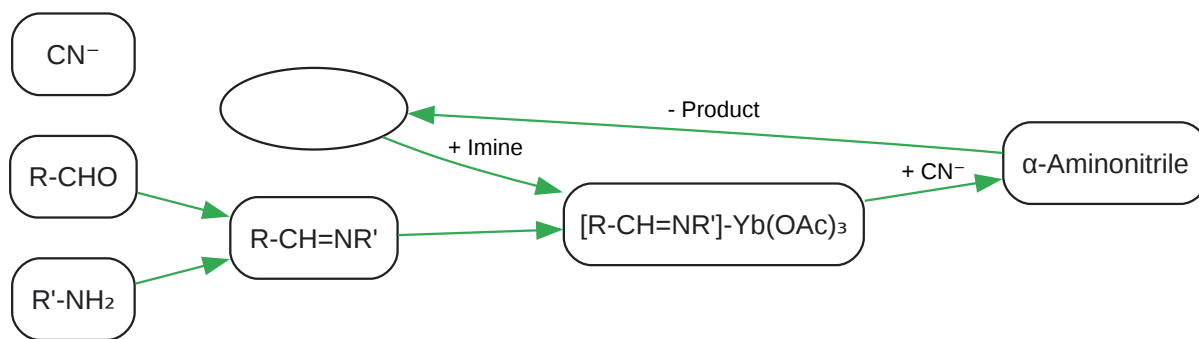 CN⁻
R-CHO
R'-NH₂
R-CH=NR'
- Product
+ Imine
[R-CH=NR']-Yb(OAc)₃
+ CN⁻
α-Aminonitrile